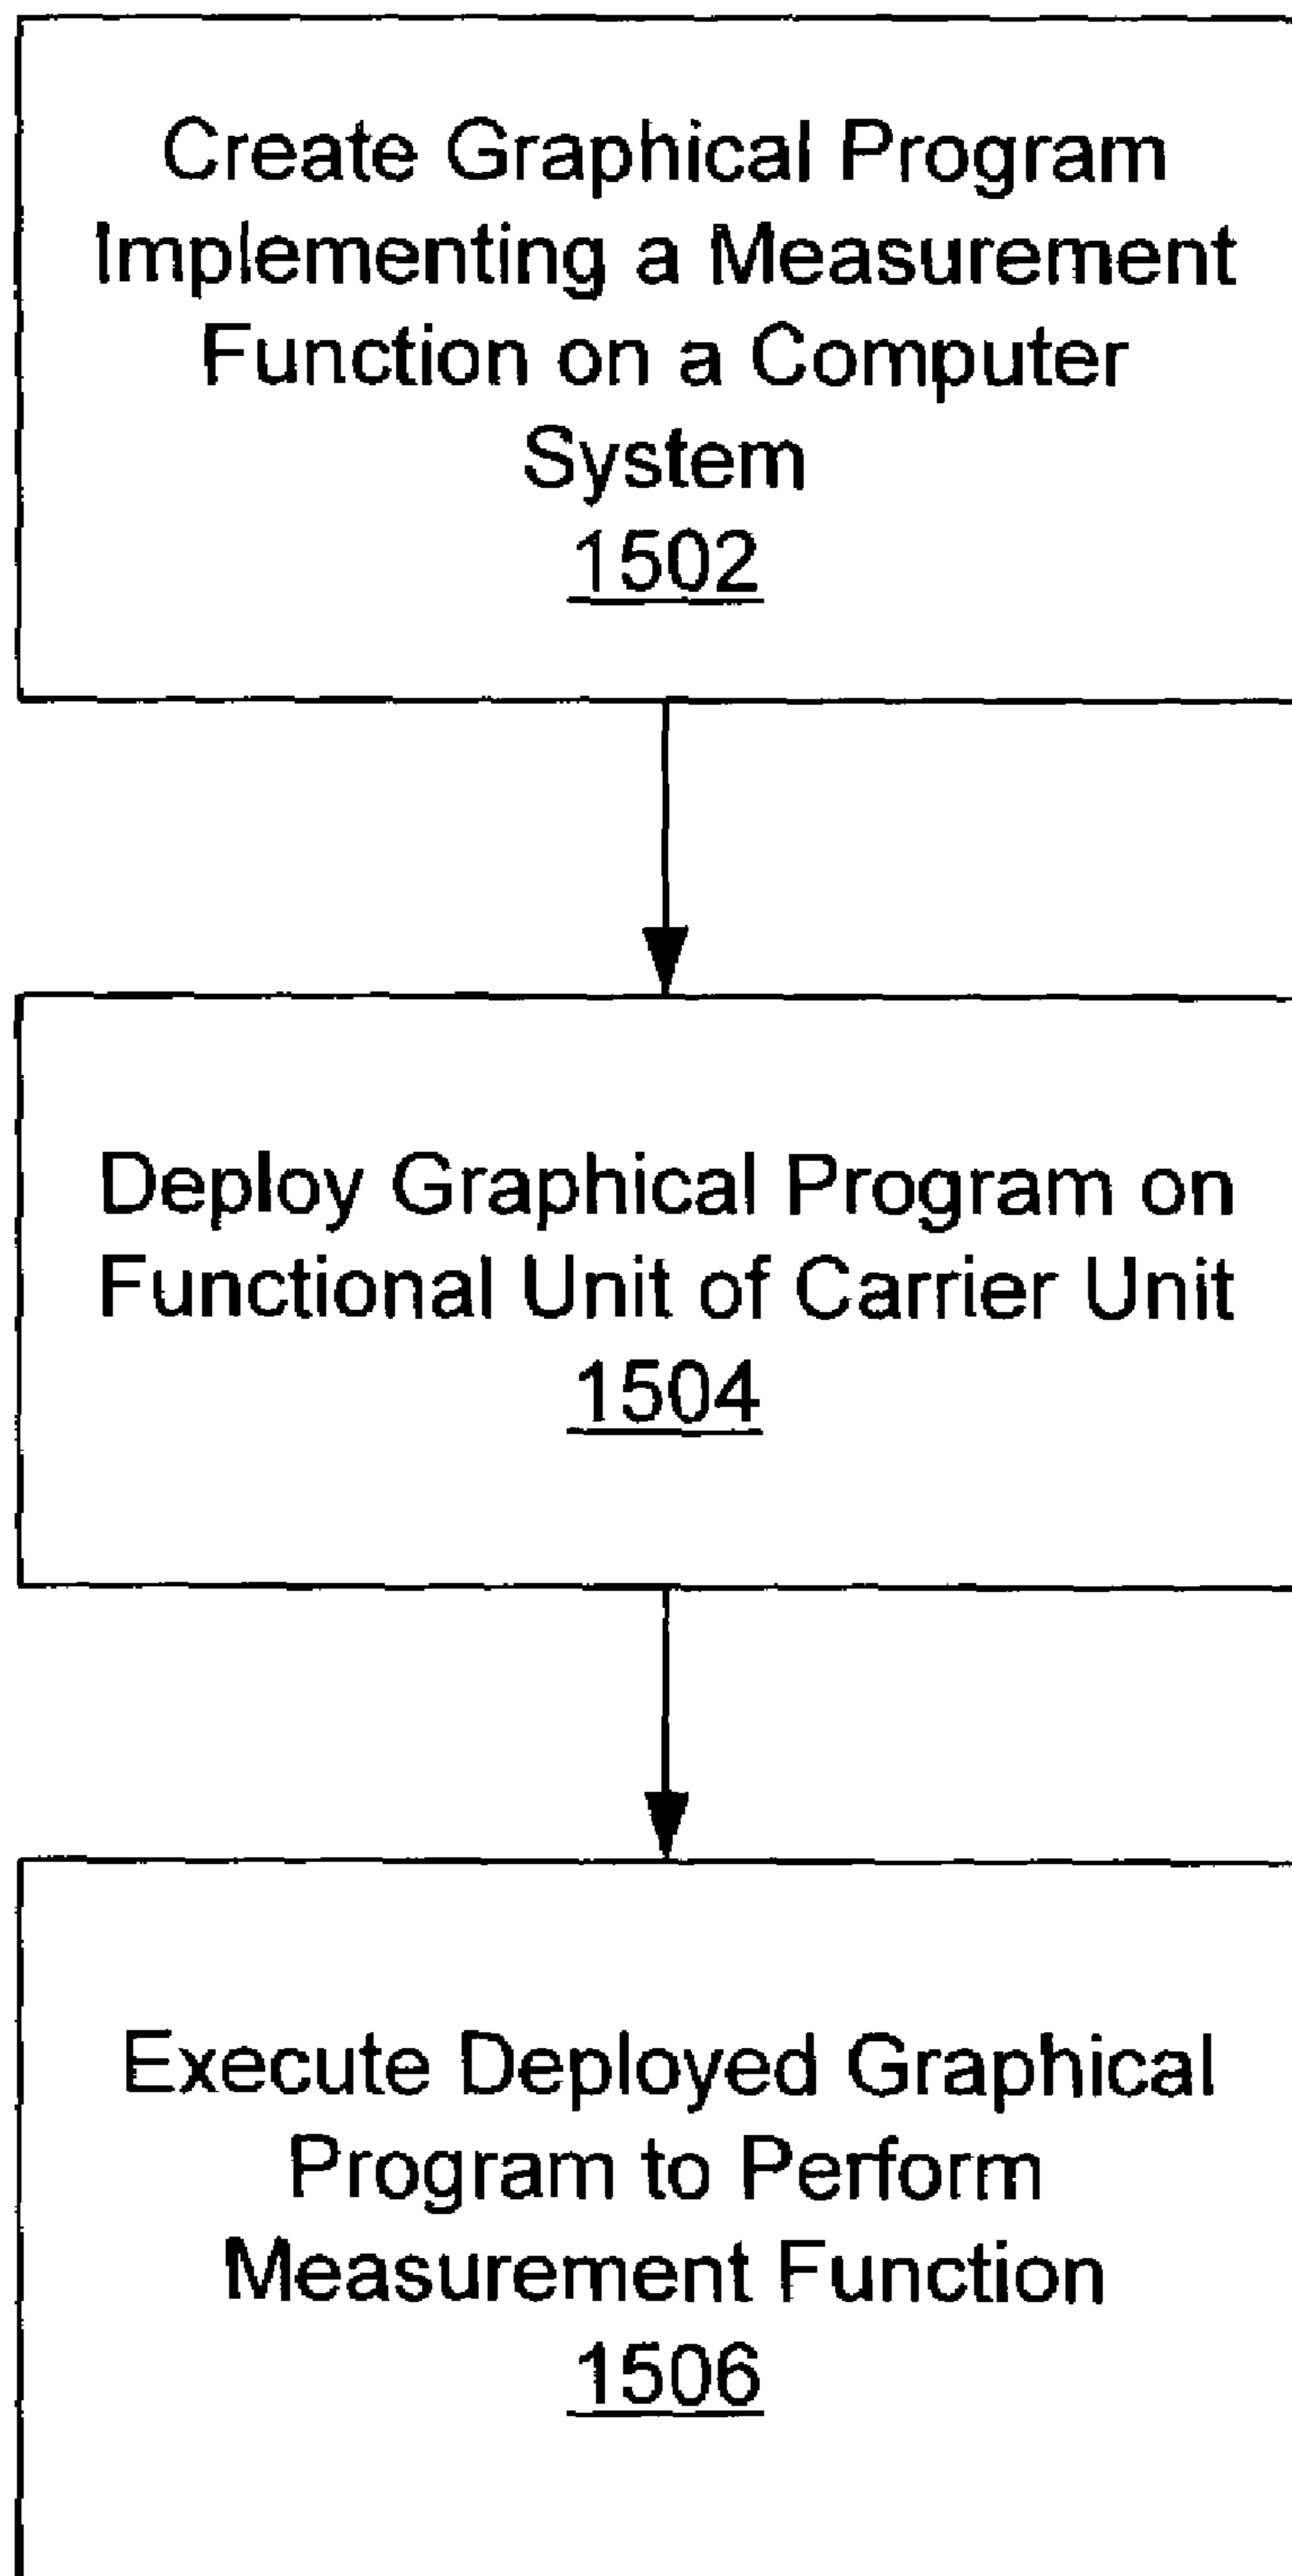 Create Graphical Program
Implementing a Measurement
Function on a Computer
System
1502
Deploy Graphical Program on
Functional Unit of Carrier Unit
1504
Execute Deployed Graphical
Program to Perform
Measurement Function
1506